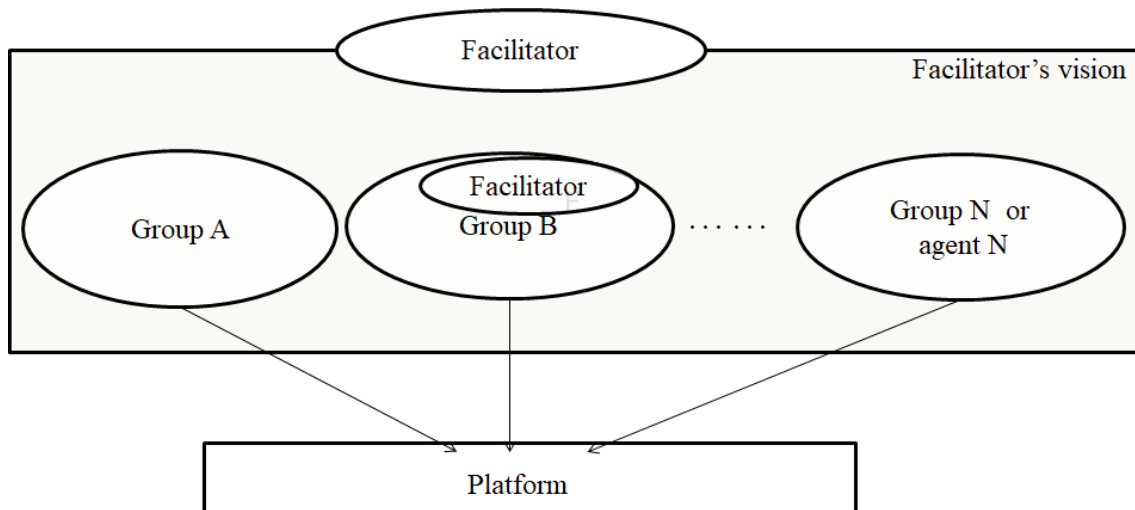 Facilitator
Facilitator’s vision
Group A
Facilitator
F
Group B
... ...
Group N or
agent N
Platform